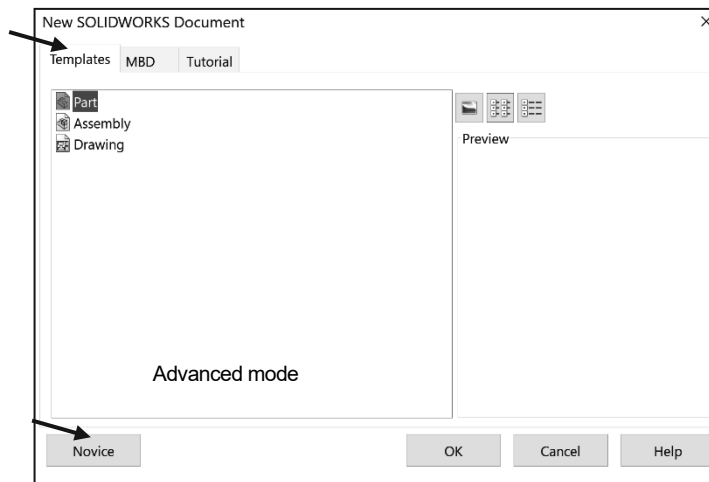 New SOLIDWORKS Document
Templates MBD Tutorial
Part
Assembly
Drawing
Preview
Advanced mode
Novice OK Cancel Help